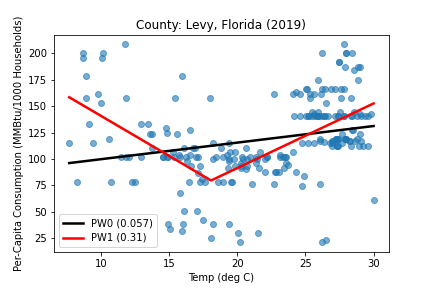 County: Levy, Florida (2019)
Per-Capita Consumption (MMBtu/1000 Households)
200
175
150
125
100
75
50
25
PW0 (0.057)
PW1 (0.31)
10
15
20
25
30
Temp (deg C)